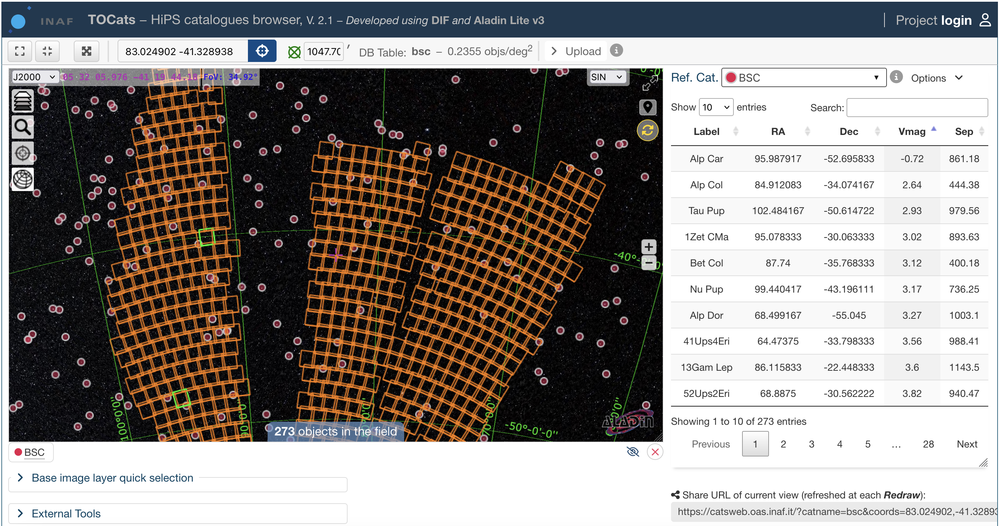 INAF TOCats – HiPS catalogues browser, V. 2.1 – Developed using DIF and Aladin Lite v3
Project login
83.024902 -41.328938
1047.70 ′ DB Table: bsc – 0.2355 objs/deg2
Upload
J2000 05 32 05.976 -41 19 44.18 FoV: 34.92°
SIN
-40°-
100°0'0"
-50°-0'-0"
70°0'0"
273 objects in the field
ALADIN
BSC
Base image layer quick selection
External Tools
Ref. Cat. BSC Options
Show 10 entries Search:
Label RA Dec Vmag Sep
Alp Car 95.987917 -52.695833 -0.72 861.18
Alp Col 84.912083 -34.074167 2.64 444.38
Tau Pup 102.484167 -50.614722 2.93 979.56
1Zet CMa 95.078333 -30.063333 3.02 893.63
Bet Col 87.74 -35.768333 3.12 400.18
Nu Pup 99.440417 -43.196111 3.17 736.25
Alp Dor 68.499167 -55.045 3.27 1003.1
41Ups4Eri 64.47375 -33.798333 3.56 988.41
13Gam Lep 86.115833 -22.448333 3.6 1143.5
52Ups2Eri 68.8875 -30.562222 3.82 940.47
Showing 1 to 10 of 273 entries
Previous 1 2 3 4 5 … 28 Next
Share URL of current view (refreshed at each Redraw):
https://catsweb.oas.inaf.it/?catname=bsc&coords=83.024902,-41.32893